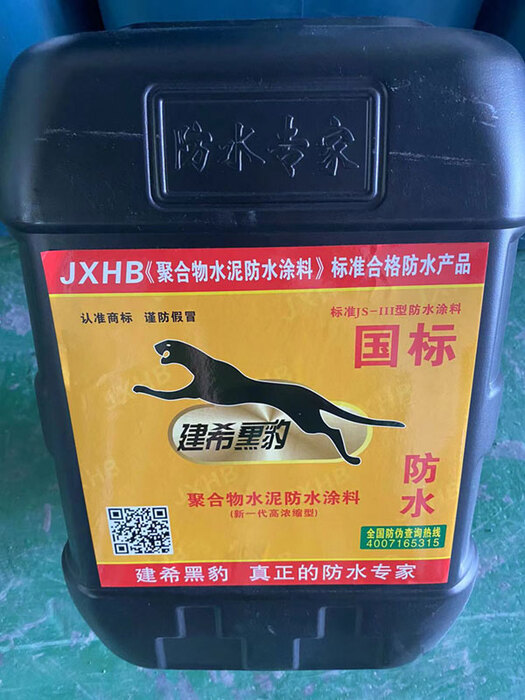 防水专家
JXHB《聚合物水泥防水涂料》标准合格防水产品
认准商标 谨防假冒
标准JS-III型防水涂料
国标
建希黑豹
防水
聚合物水泥防水涂料
(新一代高浓缩型)
全国防伪查询热线
4007165315
建希黑豹 真正的防水专家
JXHB
JXHB
JXHB